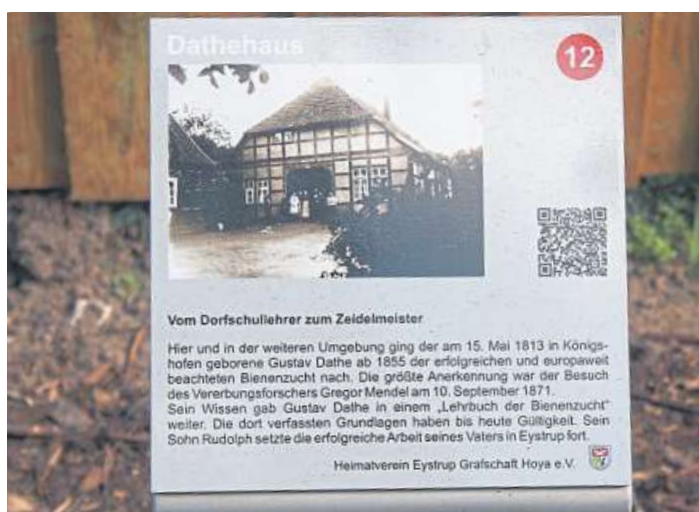 Dathehaus
12
Vom Dorfschullehrer zum Zeidelmeister
Hier und in der weiteren Umgebung ging der am 15. Mai 1813 in Königs-
hofen geborene Gustav Dathe ab 1855 der erfolgreichen und europaweit
beachteten Bienenzucht nach. Die größte Anerkennung war der Besuch
des Vererbungsforschers Gregor Mendel am 10. September 1871.
Sein Wissen gab Gustav Dathe in einem „Lehrbuch der Bienenzucht"
weiter. Die dort verfassten Grundlagen haben bis heute Gültigkeit. Sein
Sohn Rudolph setzte die erfolgreiche Arbeit seines Vaters in Eystrup fort.
Heimatverein Eystrup Grafschaft Hoya e.V.